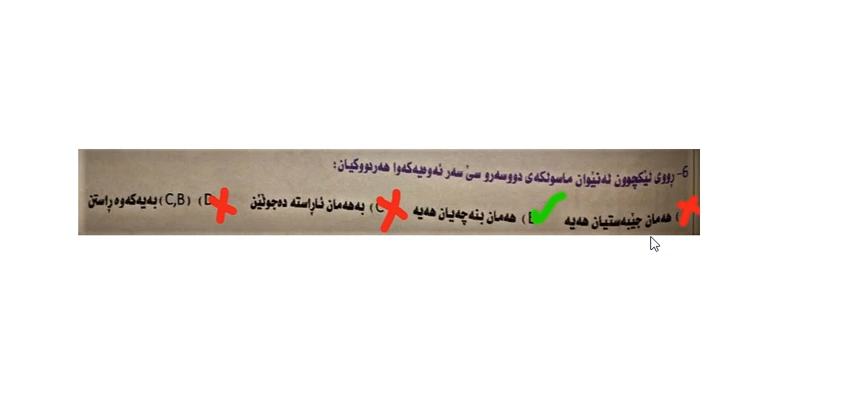 6- ڕووی لێکچوون لەنێوان ماسولکەی دووسەرو سێ سەر ئەوەیەکەوا هەردووکیان:
( هەمان جێبەستیان هەیە B) هەمان بنەچەیان هەیە C) بەهەمان ئاڕاستە دەجوڵێن D) (C,B) بەیەکەوە ڕاستن